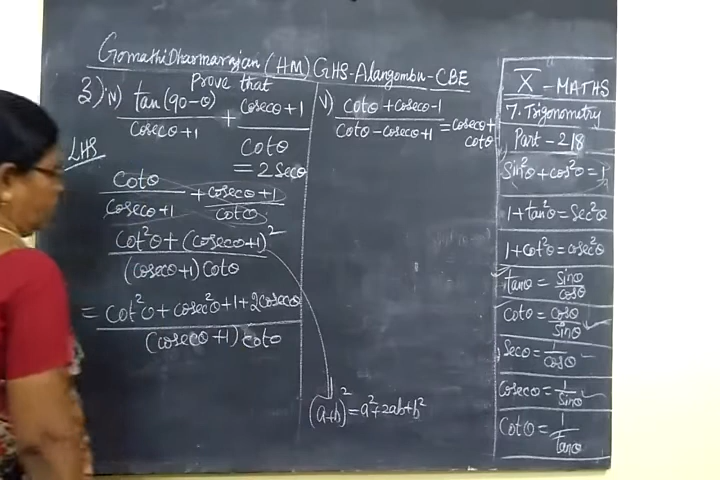 Gomathi Dharmarajan (HM) GHS-Alangombu-CBE
Prove that
3) iv) tan(90-θ)/cosecθ+1 + cosecθ+1/cotθ
= 2 secθ
LHS
cotθ/cosecθ+1 + cosecθ+1/cotθ
cot²θ + (cosecθ+1)²/(cosecθ+1) cotθ
= cot²θ + cosec²θ + 1 + 2cosecθ/(cosecθ+1) cotθ
(a+b)² = a²+2ab+b²
v) cotθ + cosecθ-1/cotθ - cosecθ+1 = cosecθ + cotθ
X - MATHS
7. Trigonometry
Part - 218
sin²θ + cos²θ = 1
1+tan²θ = sec²θ
1+cot²θ = cosec²θ
tanθ = sinθ/cosθ
cotθ = cosθ/sinθ
secθ = 1/cosθ
cosecθ = 1/sinθ
cotθ = 1/tanθ